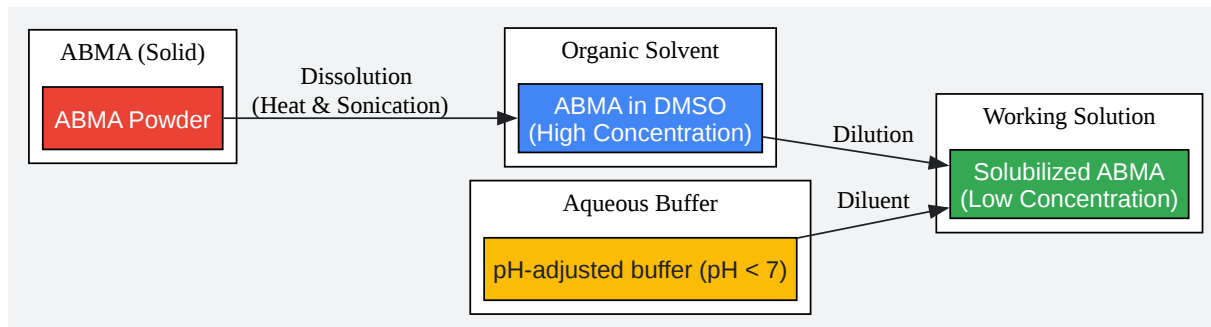 ABMA (Solid)
ABMA Powder
Dissolution
(Heat & Sonication)
Organic Solvent
ABMA in DMSO
(High Concentration)
Dilution
Aqueous Buffer
pH-adjusted buffer (pH < 7)
Diluent
Working Solution
Solubilized ABMA
(Low Concentration)